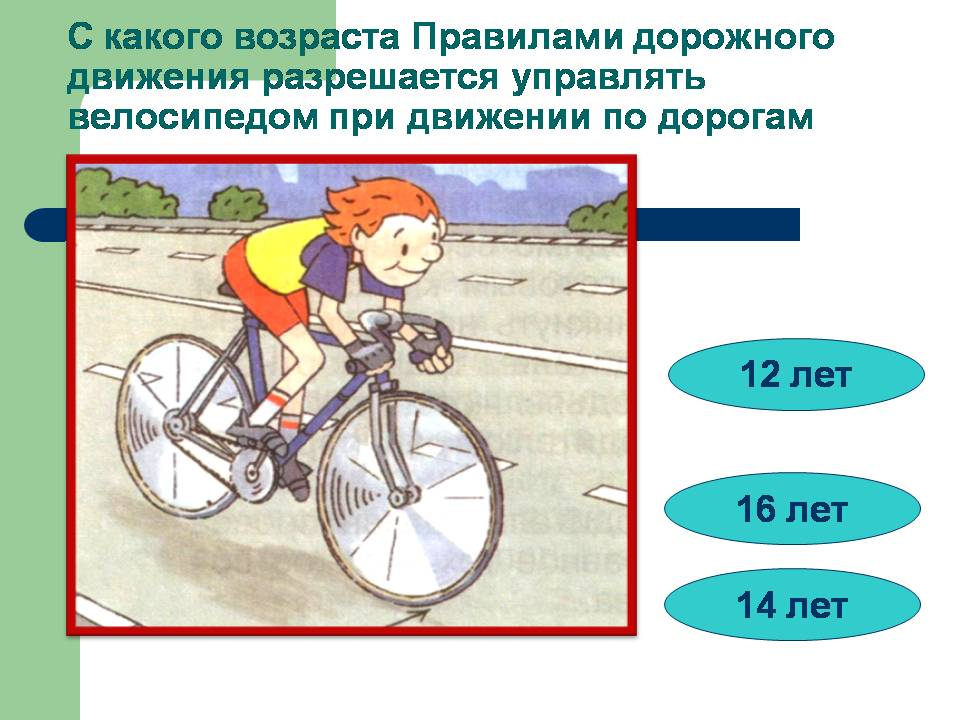 С какого возраста Правилами дорожного
движения разрешается управлять
велосипедом при движении по дорогам
12 лет
16 лет
14 лет